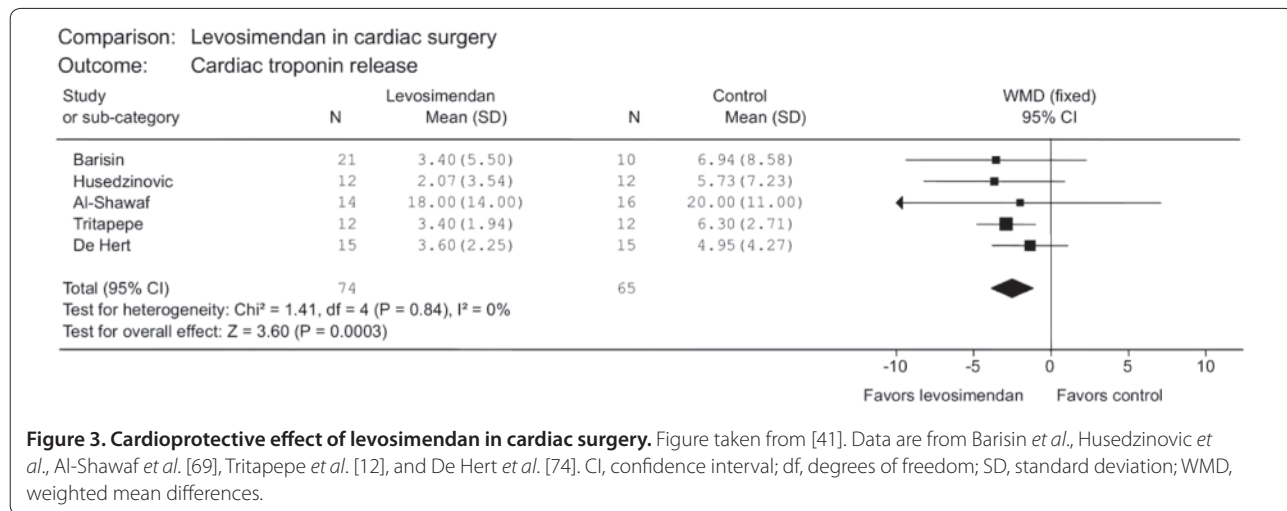 Comparison: Levosimendan in cardiac surgery
Outcome: Cardiac troponin release
Study Levosimendan Control WMD (fixed)
or sub-category N Mean (SD) N Mean (SD) 95% CI
Barisin 21 3.40(5.50) 10 6.94(8.58)
Husedzinovic 12 2.07(3.54) 12 5.73(7.23)
Al-Shawaf 14 18.00(14.00) 16 20.00(11.00)
Tritapepe 12 3.40(1.94) 12 6.30(2.71)
De Hert 15 3.60(2.25) 15 4.95(4.27)
Total (95% CI) 74 65
Test for heterogeneity: Chi² = 1.41, df = 4 (P = 0.84), I² = 0%
Test for overall effect: Z = 3.60 (P = 0.0003)
-10 -5 0 5 10
Favors levosimendan Favors control
Figure 3. Cardioprotective effect of levosimendan in cardiac surgery. Figure taken from [41]. Data are from Barisin et al., Husedzinovic et
al., Al-Shawaf et al. [69], Tritapepe et al. [12], and De Hert et al. [74]. CI, confidence interval; df, degrees of freedom; SD, standard deviation; WMD,
weighted mean differences.